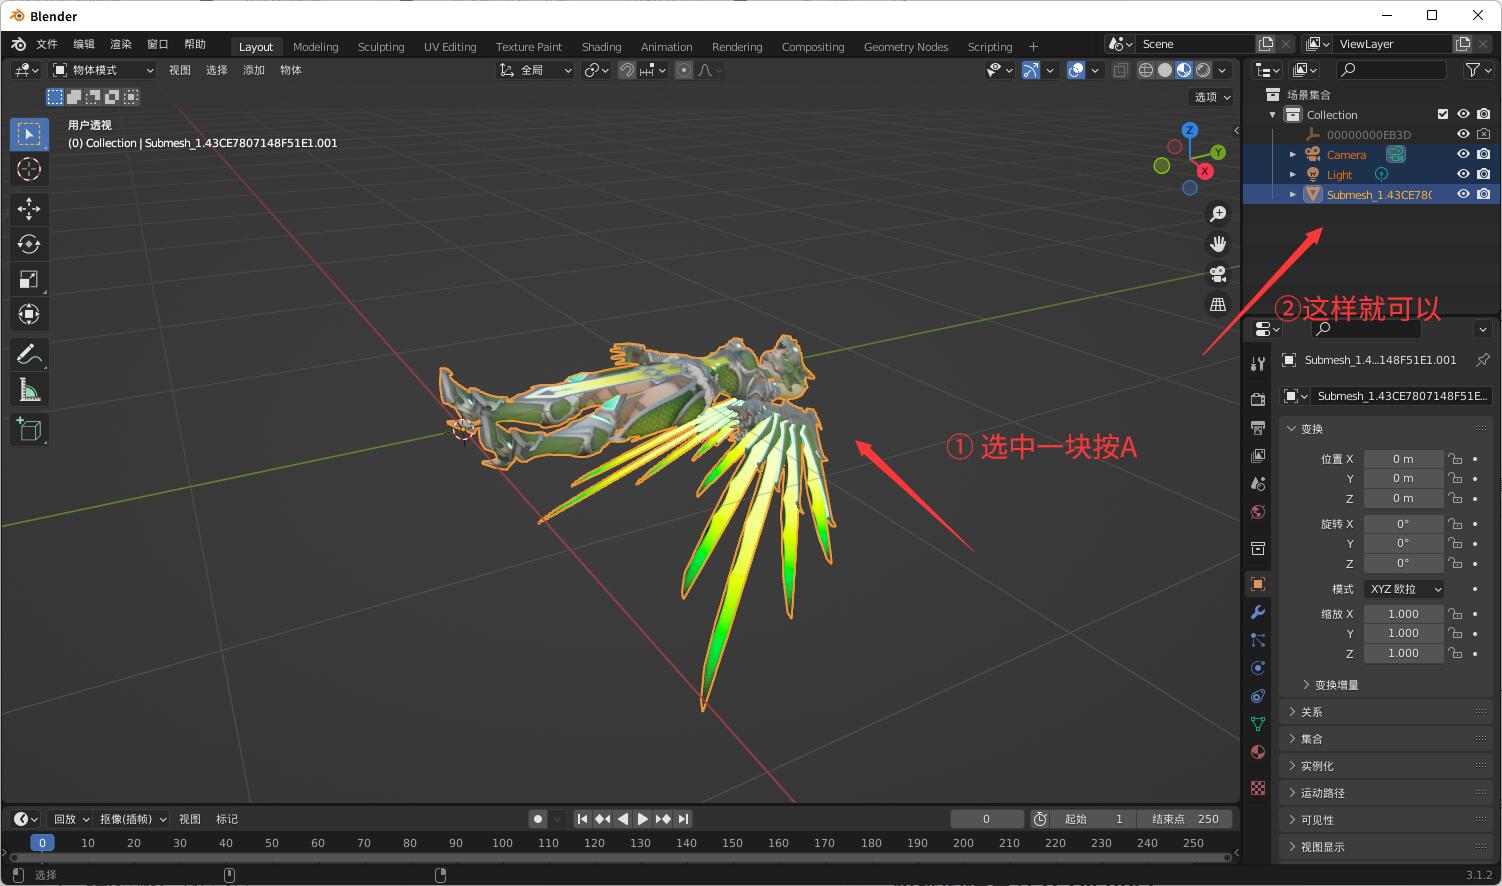 Blender
文件 编辑 渲染 窗口 帮助 Layout Modeling Sculpting UV Editing Texture Paint Shading Animation Rendering Compositing Geometry Nodes Scripting + Scene ViewLayer
物体模式 视图 选择 添加 物体 全局
选项
用户透视
(0) Collection | Submesh_1.43CE7807148F51E1.001
Z
Y
X
场景集合
Collection
00000000EB3D
Camera
Light
Submesh_1.43CE780
②这样就可以
① 选中一块按A
Submesh_1.4...148F51E1.001
Submesh_1.43CE7807148F51E...
变换
位置 X 0 m
Y 0 m
Z 0 m
旋转 X 0°
Y 0°
Z 0°
模式 XYZ 欧拉
缩放 X 1.000
Y 1.000
Z 1.000
变换增量
关系
集合
实例化
运动路径
可见性
视图显示
回放 抠像(插帧) 视图 标记 0 起始 1 结束点 250
0 10 20 30 40 50 60 70 80 90 100 110 120 130 140 150 160 170 180 190 200 210 220 230 240 250
选择 3.1.2